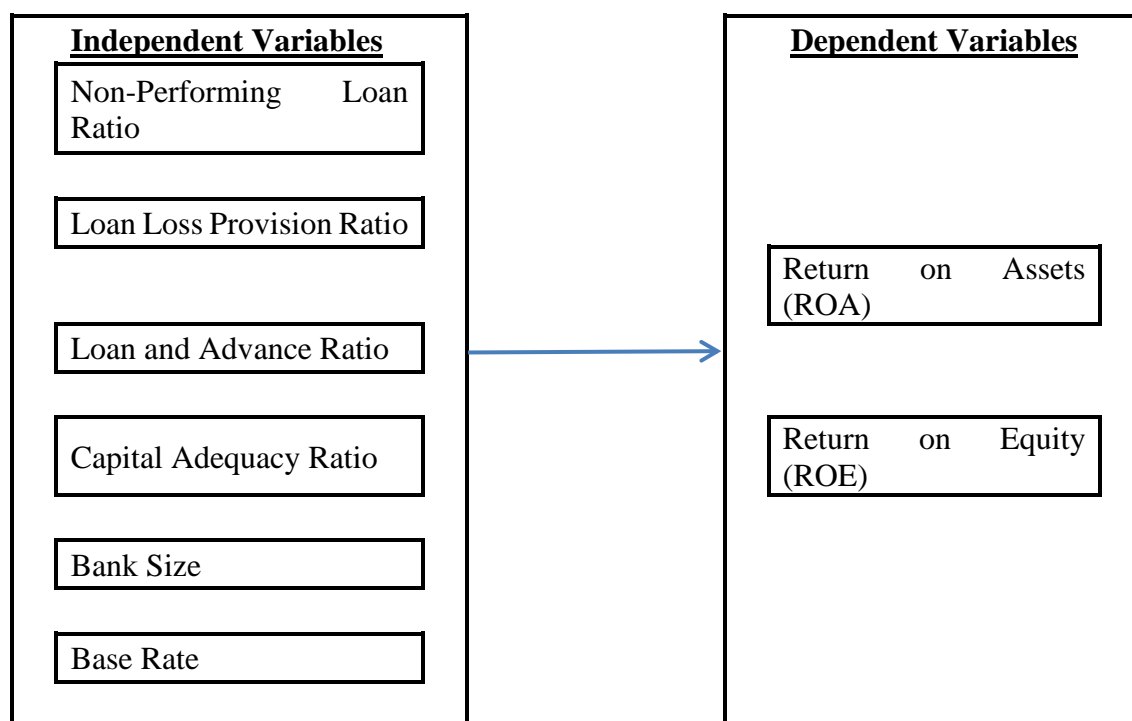 Independent Variables
Non-Performing Loan
Ratio
Loan Loss Provision Ratio
Loan and Advance Ratio
Capital Adequacy Ratio
Bank Size
Base Rate
Dependent Variables
Return on Assets
(ROA)
Return on Equity
(ROE)